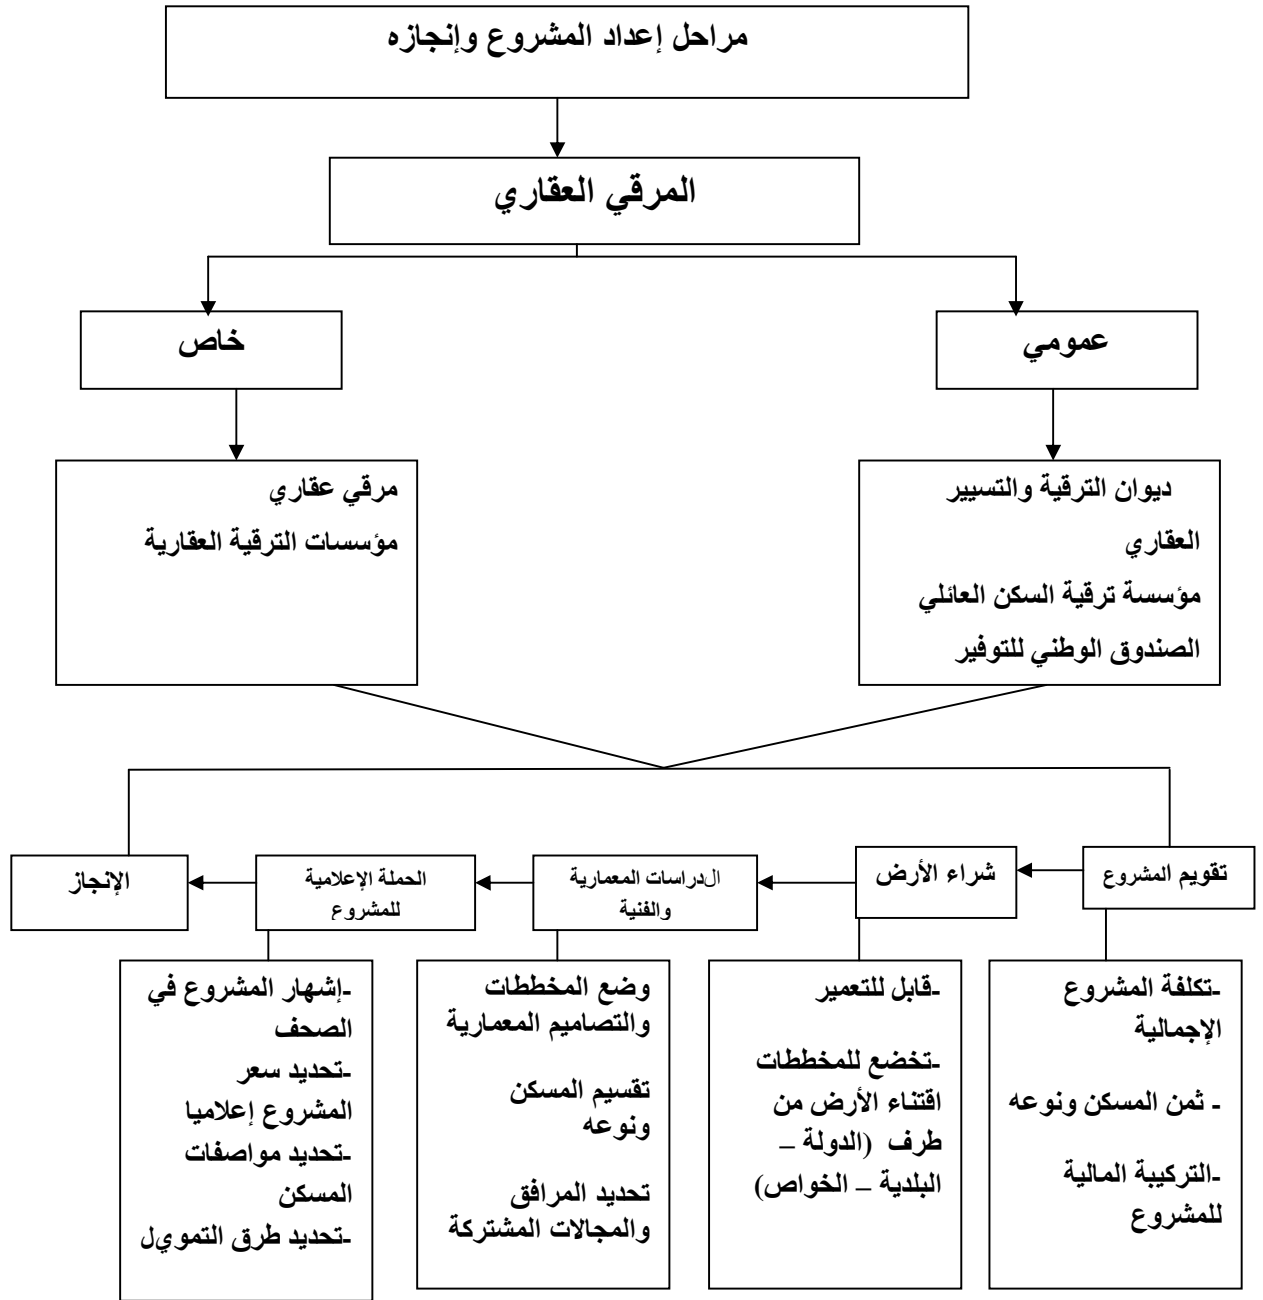 مراحل إعداد المشروع وإنجازه
المرقي العقاري
عمومي
خاص
ديوان الترقية والتسيير
العقاري
مؤسسة ترقية السكن العائلي
الصندوق الوطني للتوفير
مرقي عقاري
مؤسسات الترقية العقارية
تقويم المشروع
شراء الأرض
الدراسات المعمارية
والفنية
الحملة الإعلامية
للمشروع
الإنجاز
-تكلفة المشروع
الإجمالية
- ثمن المسكن ونوعه
-التركيبة المالية
للمشروع
-قابل للتعمير
-تخضع للمخططات
اقتناء الأرض من
طرف (الدولة –
البلدية – الخواص)
وضع المخططات
والتصاميم المعمارية
تقسيم المسكن
ونوعه
تحديد المرافق
والمجالات المشتركة
-إشهار المشروع في
الصحف
-تحديد سعر
المشروع إعلاميا
-تحديد مواصفات
المسكن
-تحديد طرق التمويل